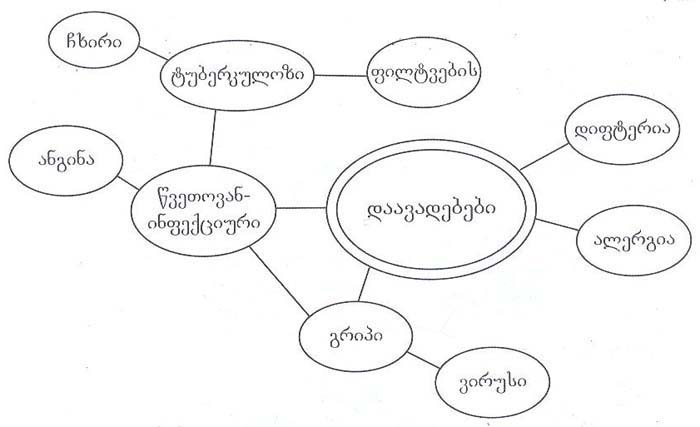 ჩხირი
ტუბერკულოზი
ფილტვების
დიფტერია
ანგინა
წვეთოვან-
ინფექციური
დაავადებები
ალერგია
გრიპი
ვირუსი